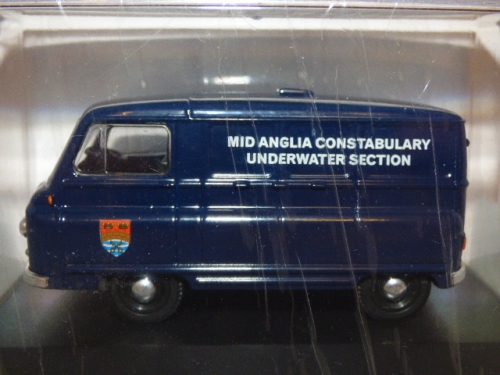 MID ANGLIA CONSTABULARY
UNDERWATER SECTION